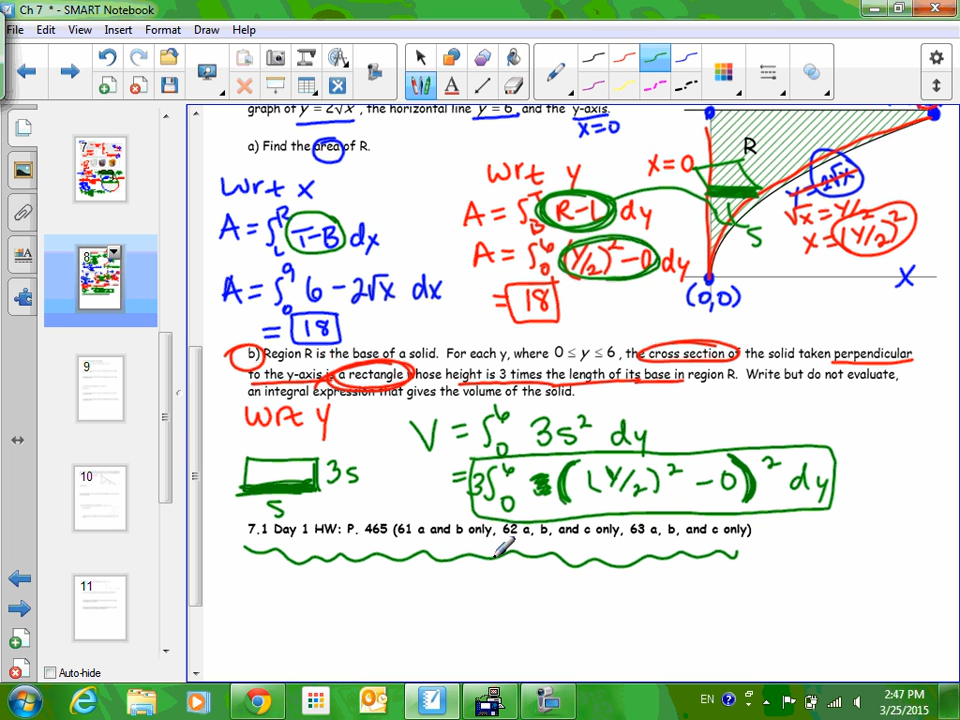 Ch 7 * - SMART Notebook
File Edit View Insert Format Draw Help
7
8
9
10
11
Auto-hide
graph of y = 2√x , the horizontal line y = 6 , and the y-axis.
x=0
a) Find the area of R.
Wrt x
A = ∫ L R T-B dx
A = ∫ 0 9 6 - 2√x dx
= 18
Wrt y
A = ∫ B T R-L dy
A = ∫ 0 6 (y/2)² - 0 dy
= 18
x=0
R
S
y=2√x
√x = y/2
x = (y/2)²
(0,0)
x
b) Region R is the base of a solid. For each y, where 0 ≤ y ≤ 6 , the cross section of the solid taken perpendicular
to the y-axis is a rectangle whose height is 3 times the length of its base in region R. Write but do not evaluate,
an integral expression that gives the volume of the solid.
Wrt y
3s
s
V = ∫ 0 6 3s² dy
= 3∫ 0 6 ((y/2)² - 0)² dy
7.1 Day 1 HW: P. 465 (61 a and b only, 62 a, b, and c only, 63 a, b, and c only)
EN
2:47 PM
3/25/2015